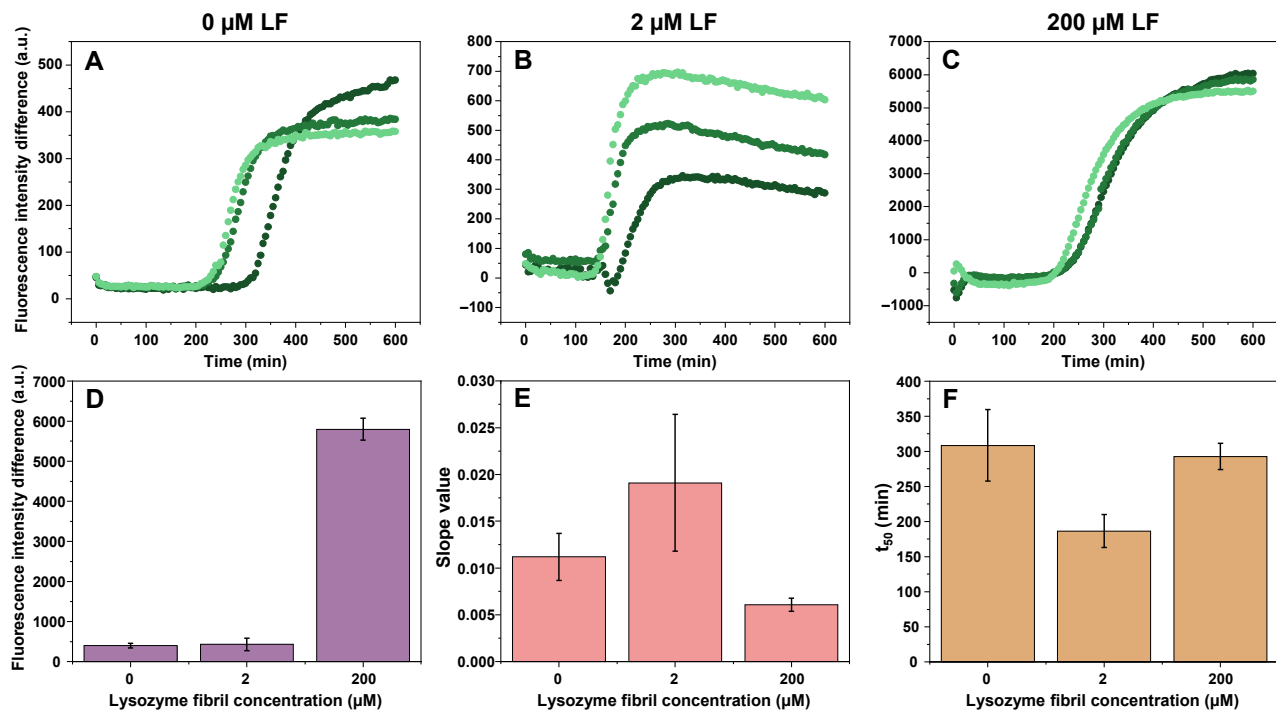 0 µM LF
2 µM LF
200 µM LF
Fluorescence intensity difference (a.u.)
A
500
400
300
200
100
0
0 100 200 300 400 500 600
Time (min)
B
800
700
600
500
400
300
200
100
0
−100
0 100 200 300 400 500 600
Time (min)
C
7000
6000
5000
4000
3000
2000
1000
0
−1000
0 100 200 300 400 500 600
Time (min)
Fluorescence intensity difference (a.u.)
D
7000
6000
5000
4000
3000
2000
1000
0
0 2 200
Lysozyme fibril concentration (µM)
Slope value
E
0.030
0.025
0.020
0.015
0.010
0.005
0.000
0 2 200
Lysozyme fibril concentration (µM)
t50 (min)
F
400
350
300
250
200
150
100
50
0
0 2 200
Lysozyme fibril concentration (µM)